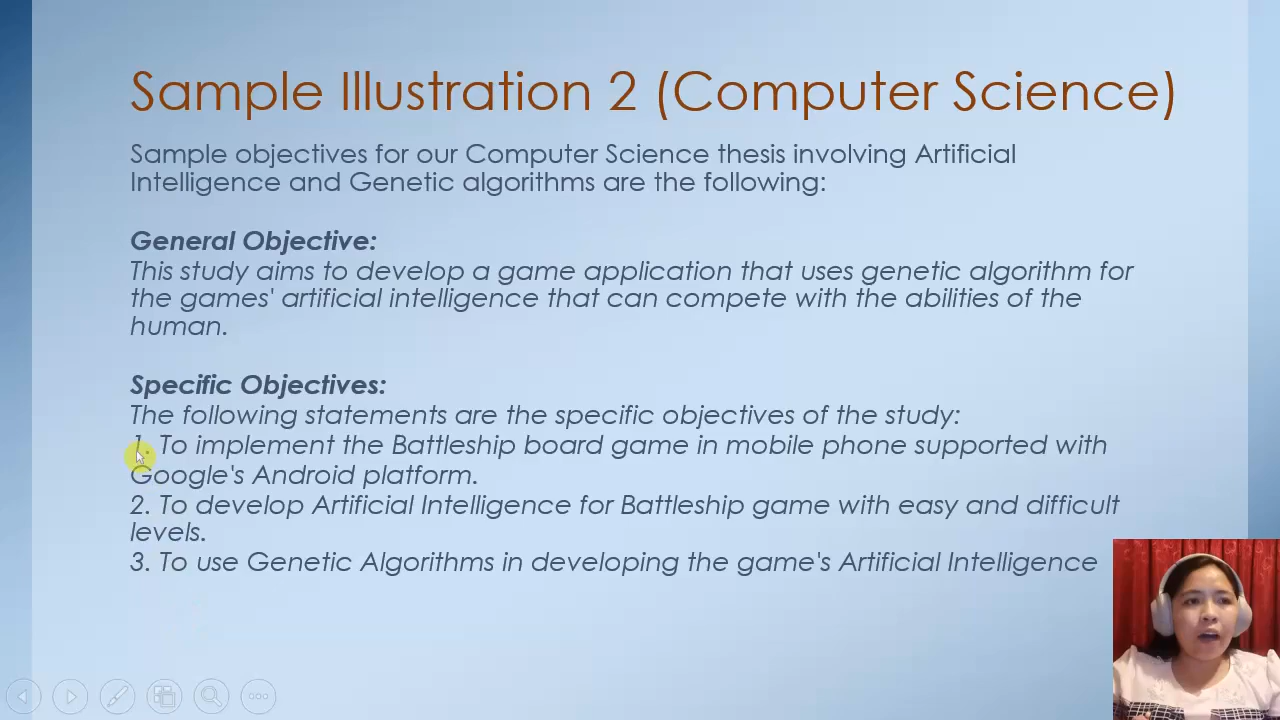 Sample Illustration 2 (Computer Science)
Sample objectives for our Computer Science thesis involving Artificial
Intelligence and Genetic algorithms are the following:
General Objective:
This study aims to develop a game application that uses genetic algorithm for
the games' artificial intelligence that can compete with the abilities of the
human.
Specific Objectives:
The following statements are the specific objectives of the study:
1. To implement the Battleship board game in mobile phone supported with
Google's Android platform.
2. To develop Artificial Intelligence for Battleship game with easy and difficult
levels.
3. To use Genetic Algorithms in developing the game's Artificial Intelligence